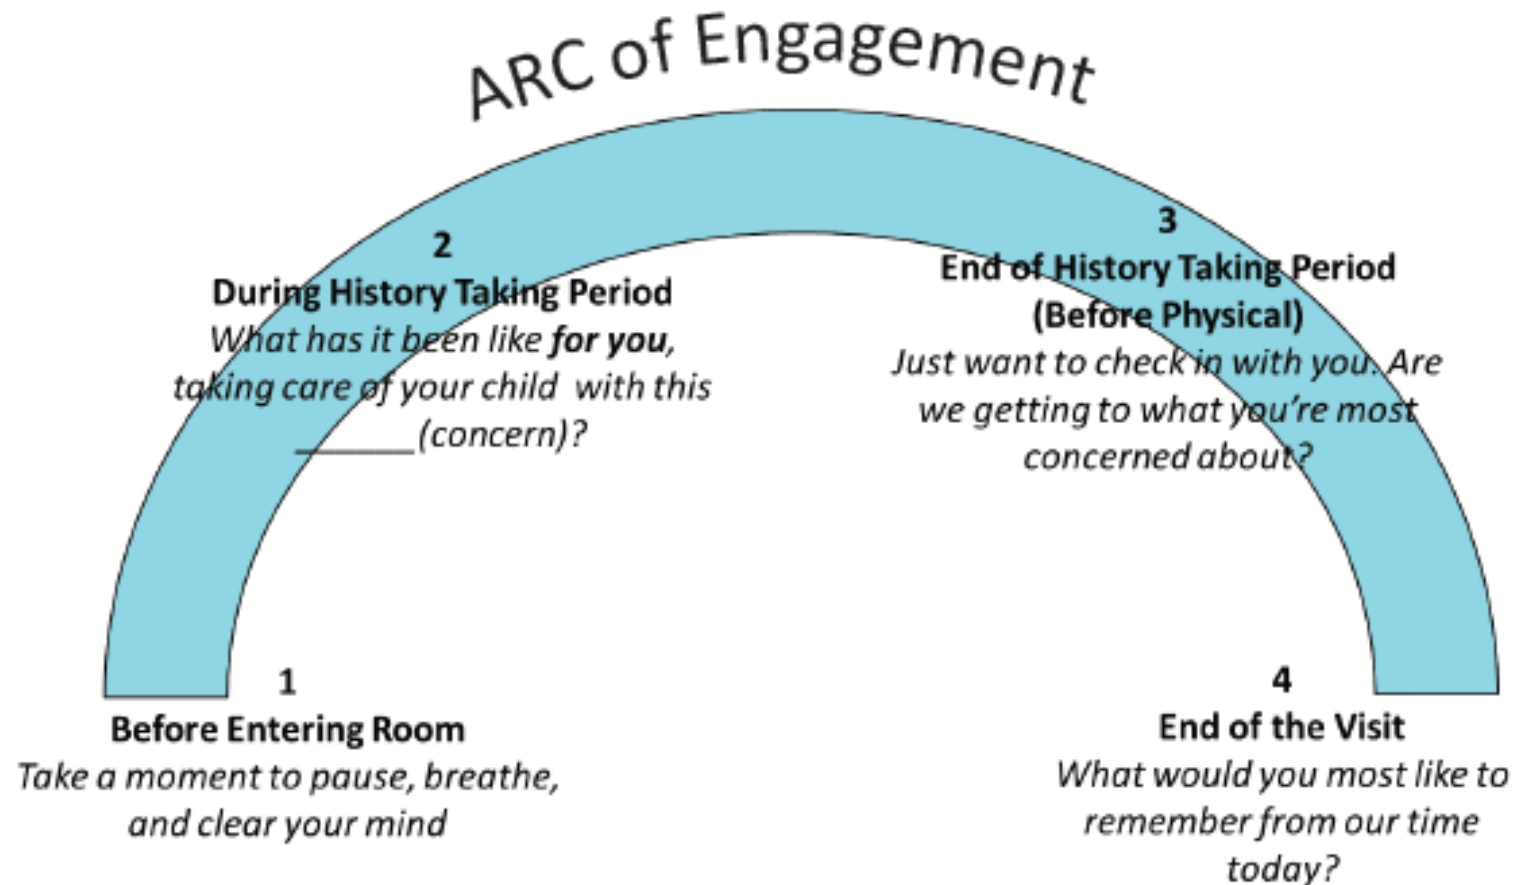 ARC of Engagement
1
Before Entering Room
Take a moment to pause, breathe,
and clear your mind
2
During History Taking Period
What has it been like for you,
taking care of your child with this
______(concern)?
3
End of History Taking Period
(Before Physical)
Just want to check in with you. Are
we getting to what you're most
concerned about?
4
End of the Visit
What would you most like to
remember from our time
today?